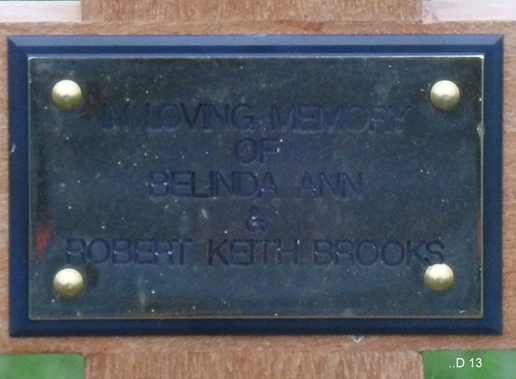 IN LOVING MEMORY
OF
BELINDA ANN
&
ROBERT KEITH BROOKS
..D 13